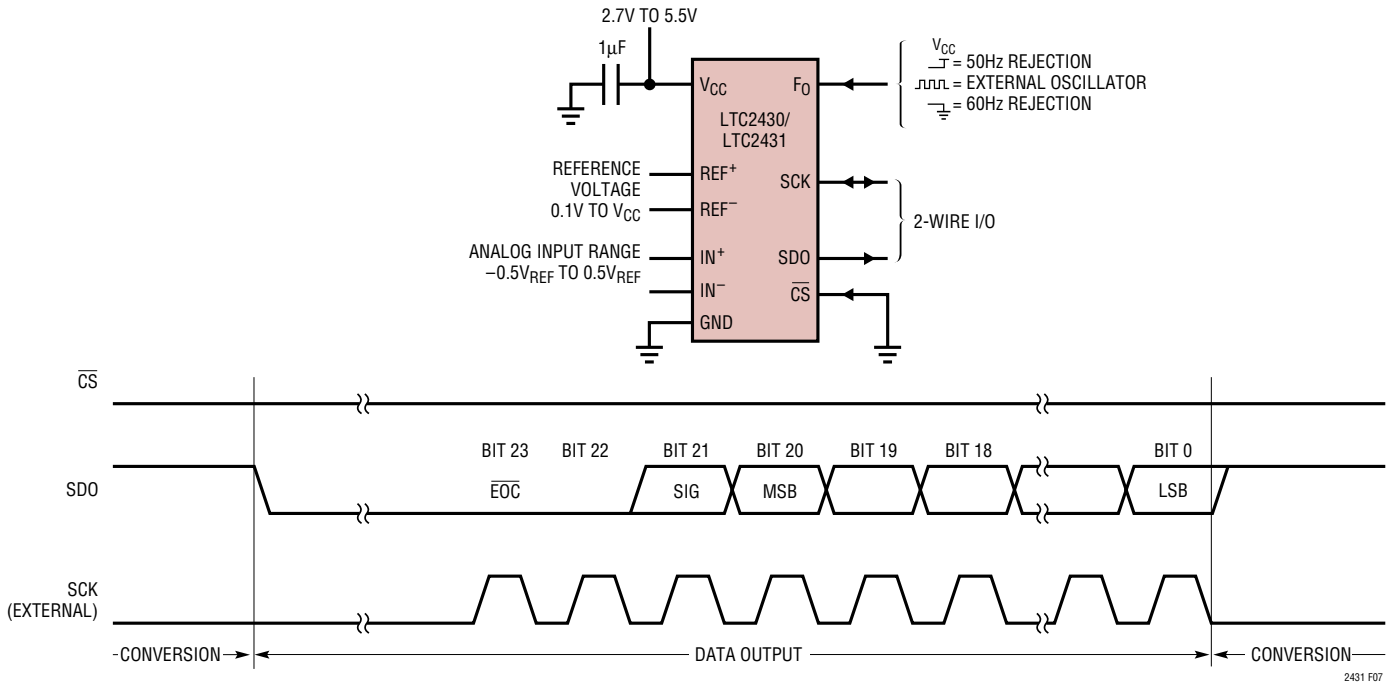 2.7V TO 5.5V
1µF
VCC
FO
LTC2430/
LTC2431
REF+
SCK
REF–
IN+
SDO
IN–
CS
GND
REFERENCE
VOLTAGE
0.1V TO VCC
ANALOG INPUT RANGE
–0.5VREF TO 0.5VREF
VCC
= 50Hz REJECTION
= EXTERNAL OSCILLATOR
= 60Hz REJECTION
2-WIRE I/O
CS
BIT 23 BIT 22 BIT 21 BIT 20 BIT 19 BIT 18 BIT 0
SDO
EOC SIG MSB LSB
SCK
(EXTERNAL)
CONVERSION DATA OUTPUT CONVERSION
2431 F07